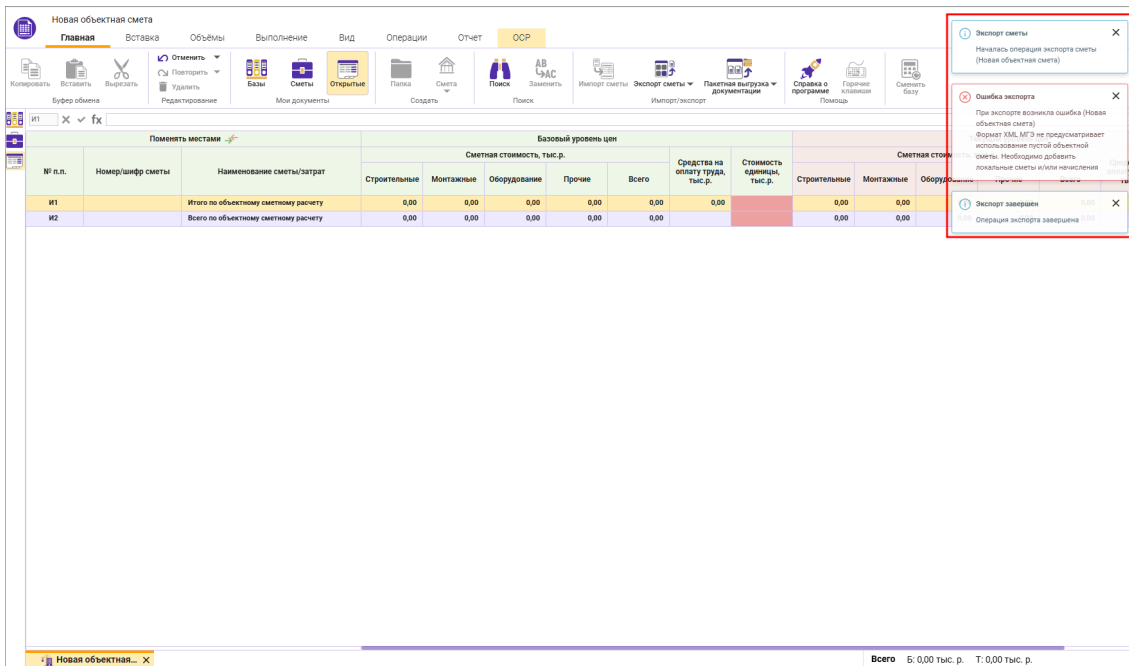 Новая объектная смета
Главная Вставка Объёмы Выполнение Вид Операции Отчет ОСР
Копировать Вставить Вырезать
Буфер обмена
Отменить
Повторить
Удалить
Редактирование
Базы Сметы Открытые
Мои документы
Папка Смета
Создать
AB
AC
Поиск Заменить
Поиск
Импорт сметы Экспорт сметы Пакетная выгрузка документации
Импорт/экспорт
Справка о программе Горячие клавиши
Помощь
Сменить базу
И1 fx
Поменять местами Базовый уровень цен
Сметная стоимость, тыс.р.
№ п.п. Номер/шифр сметы Наименование сметы/затрат Строительные Монтажные Оборудование Прочие Всего Средства на оплату труда, тыс.р. Стоимость единицы, тыс.р. Строительные Монтажные
И1 Итого по объектному сметному расчету 0,00 0,00 0,00 0,00 0,00 0,00 0,00 0,00
И2 Всего по объектному сметному расчету 0,00 0,00 0,00 0,00 0,00 0,00 0,00
Экспорт сметы
Началась операция экспорта сметы
(Новая объектная смета)
Ошибка экспорта
При экспорте возникла ошибка (Новая
объектная смета)
Формат XML МГЭ не предусматривает
использование пустой объектной
сметы. Необходимо добавить
локальные сметы и/или начисления
Экспорт завершен
Операция экспорта завершена
Новая объектная...
Всего Б: 0,00 тыс. р. Т: 0,00 тыс. р.